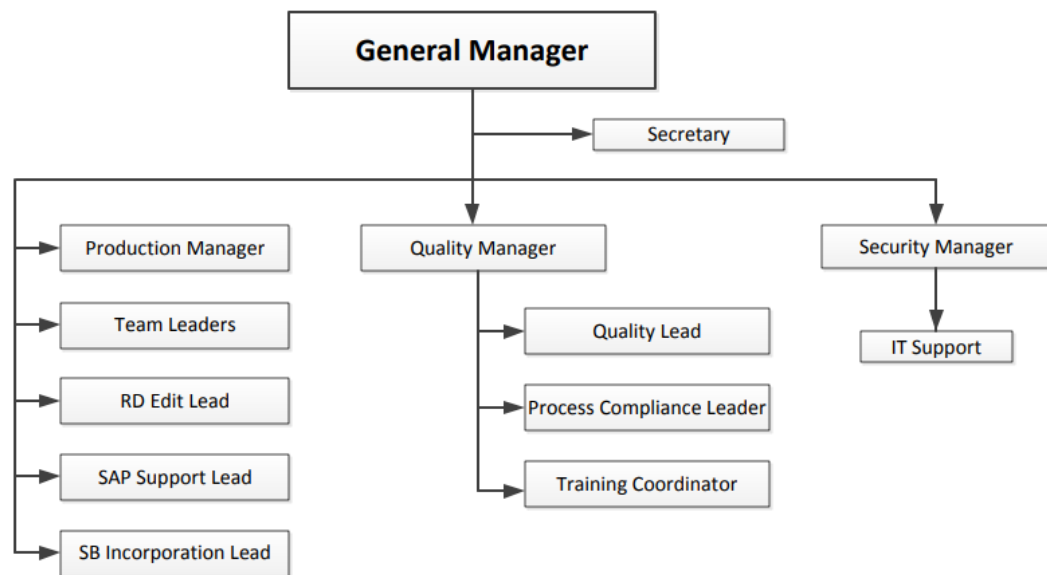 General Manager
Secretary
Production Manager
Team Leaders
RD Edit Lead
SAP Support Lead
SB Incorporation Lead
Quality Manager
Quality Lead
Process Compliance Leader
Training Coordinator
Security Manager
IT Support